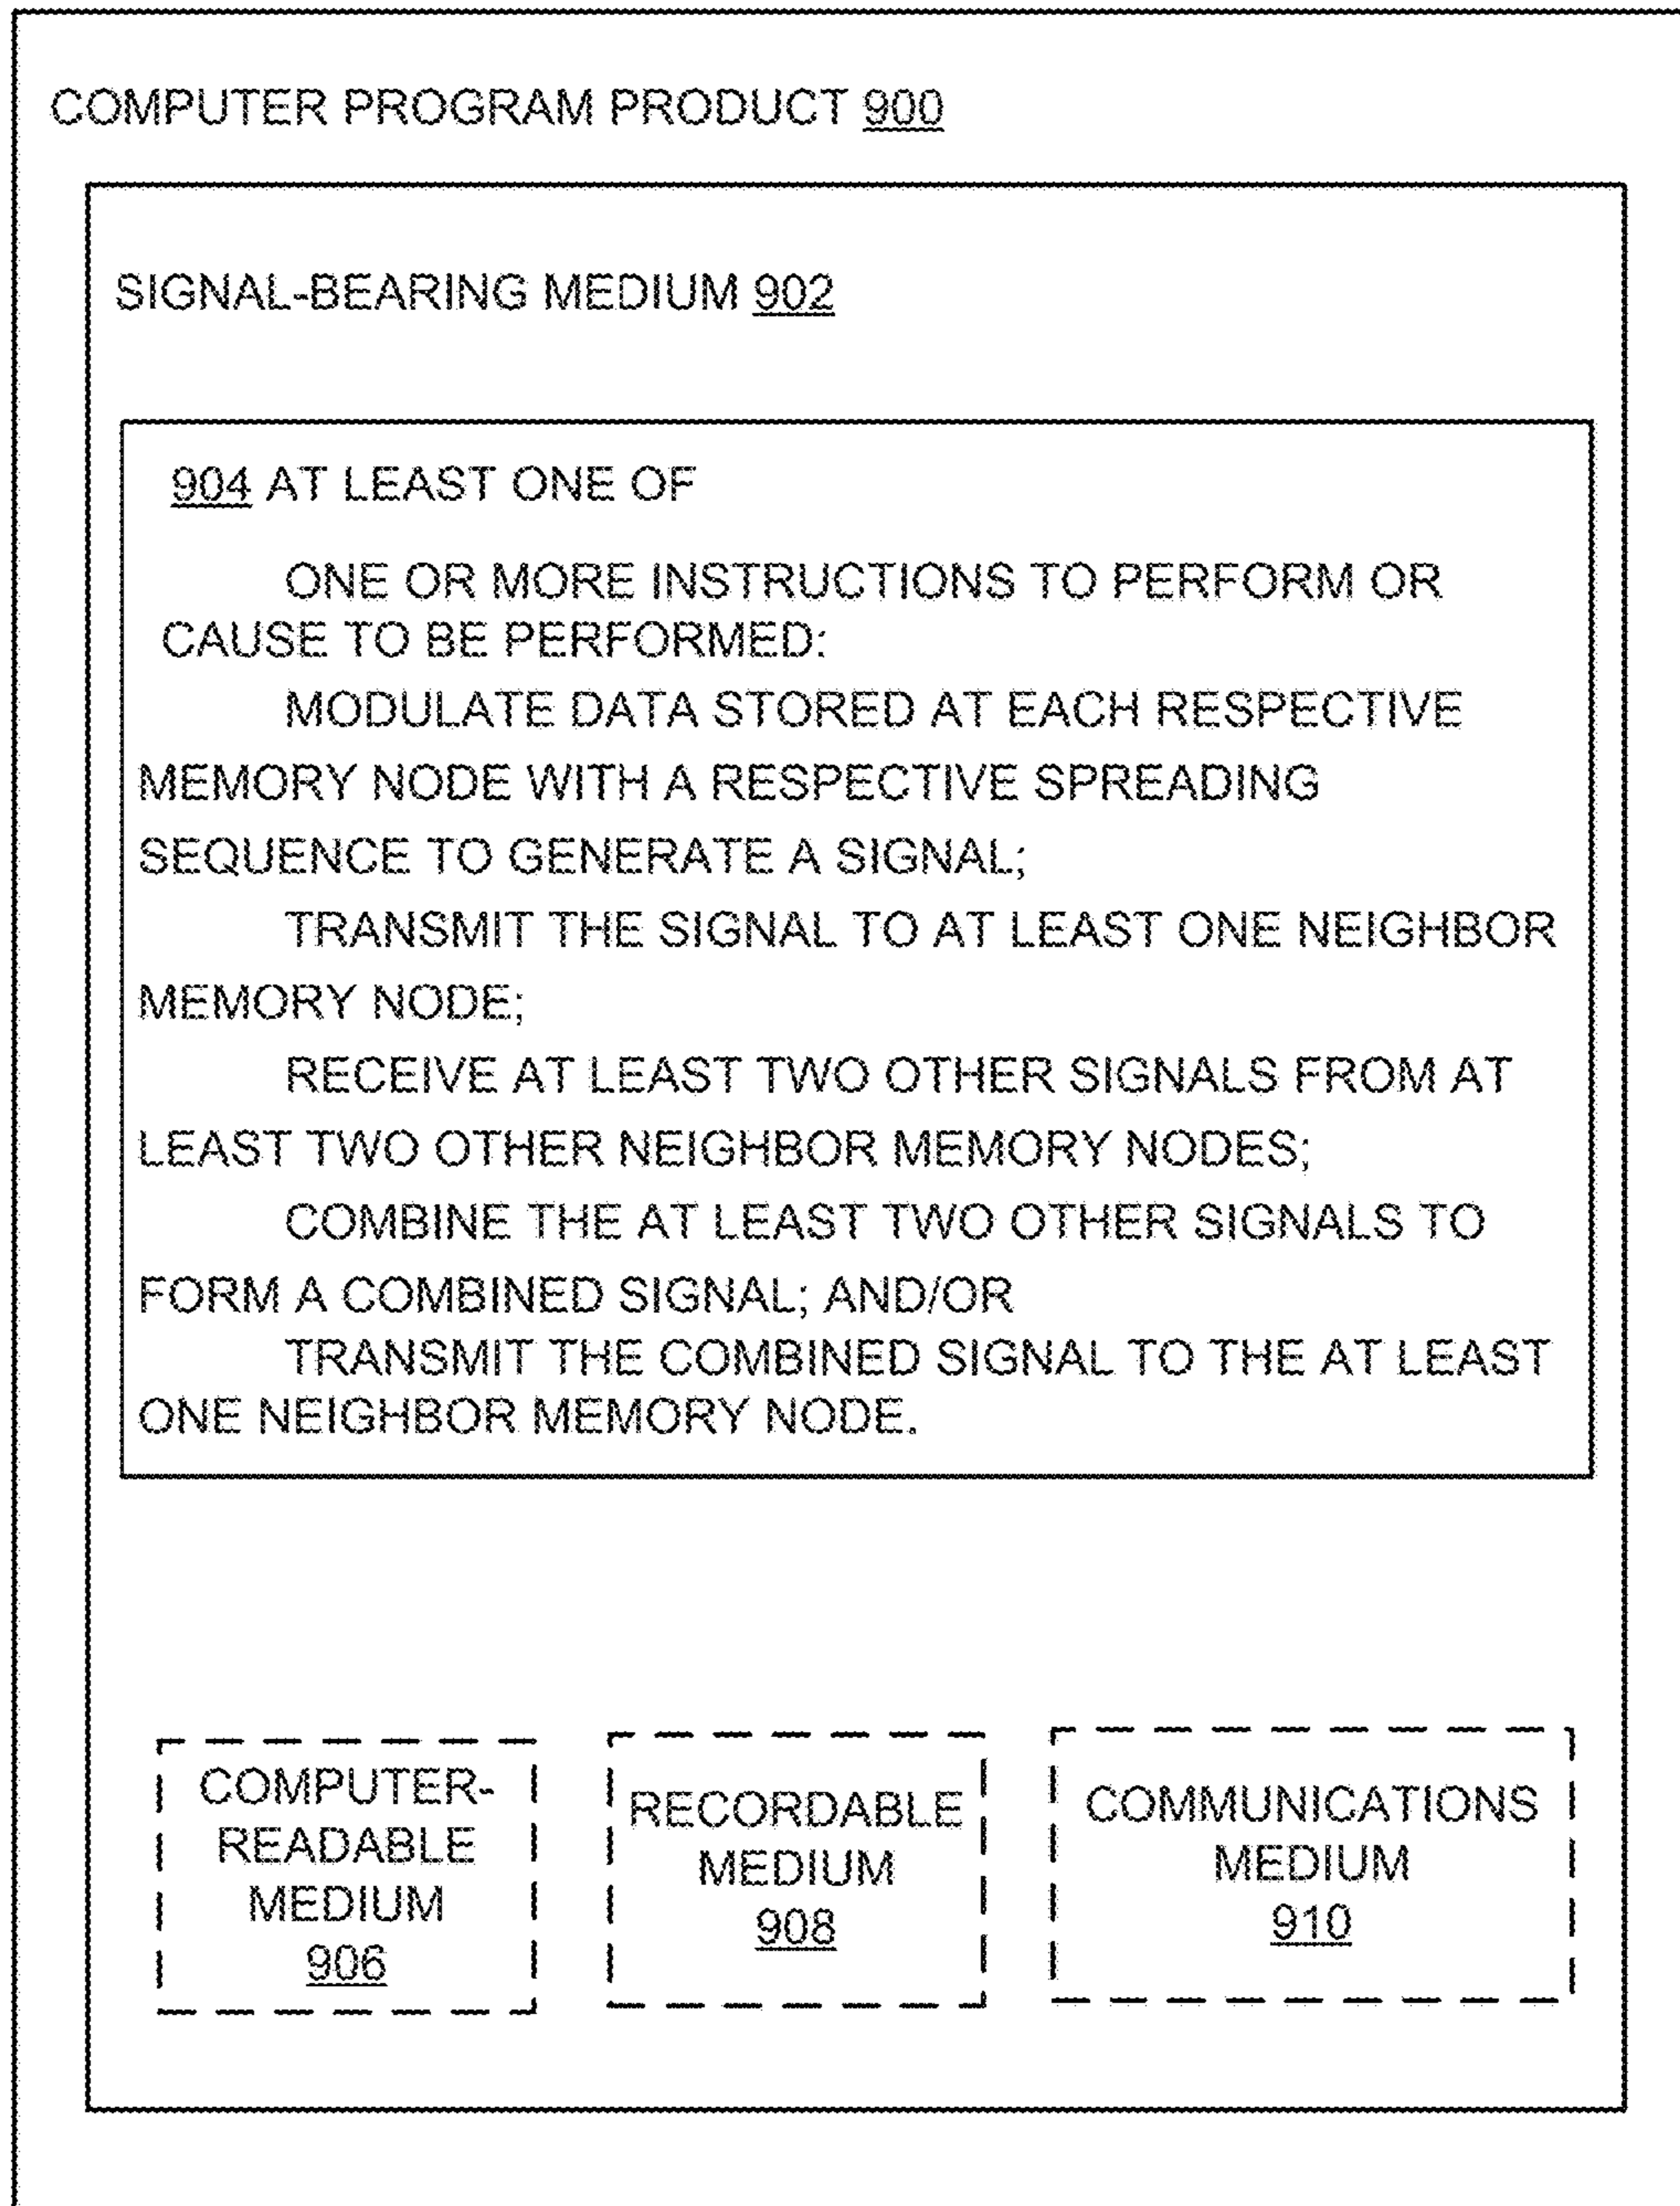 COMPUTER PROGRAM PRODUCT 900
SIGNAL-BEARING MEDIUM 902
904 AT LEAST ONE OF
ONE OR MORE INSTRUCTIONS TO PERFORM OR
CAUSE TO BE PERFORMED:
MODULATE DATA STORED AT EACH RESPECTIVE
MEMORY NODE WITH A RESPECTIVE SPREADING
SEQUENCE TO GENERATE A SIGNAL;
TRANSMIT THE SIGNAL TO AT LEAST ONE NEIGHBOR
MEMORY NODE;
RECEIVE AT LEAST TWO OTHER SIGNALS FROM AT
LEAST TWO OTHER NEIGHBOR MEMORY NODES;
COMBINE THE AT LEAST TWO OTHER SIGNALS TO
FORM A COMBINED SIGNAL; AND/OR
TRANSMIT THE COMBINED SIGNAL TO THE AT LEAST
ONE NEIGHBOR MEMORY NODE.
COMPUTER-
READABLE
MEDIUM
906
RECORDABLE
MEDIUM
908
COMMUNICATIONS
MEDIUM
910